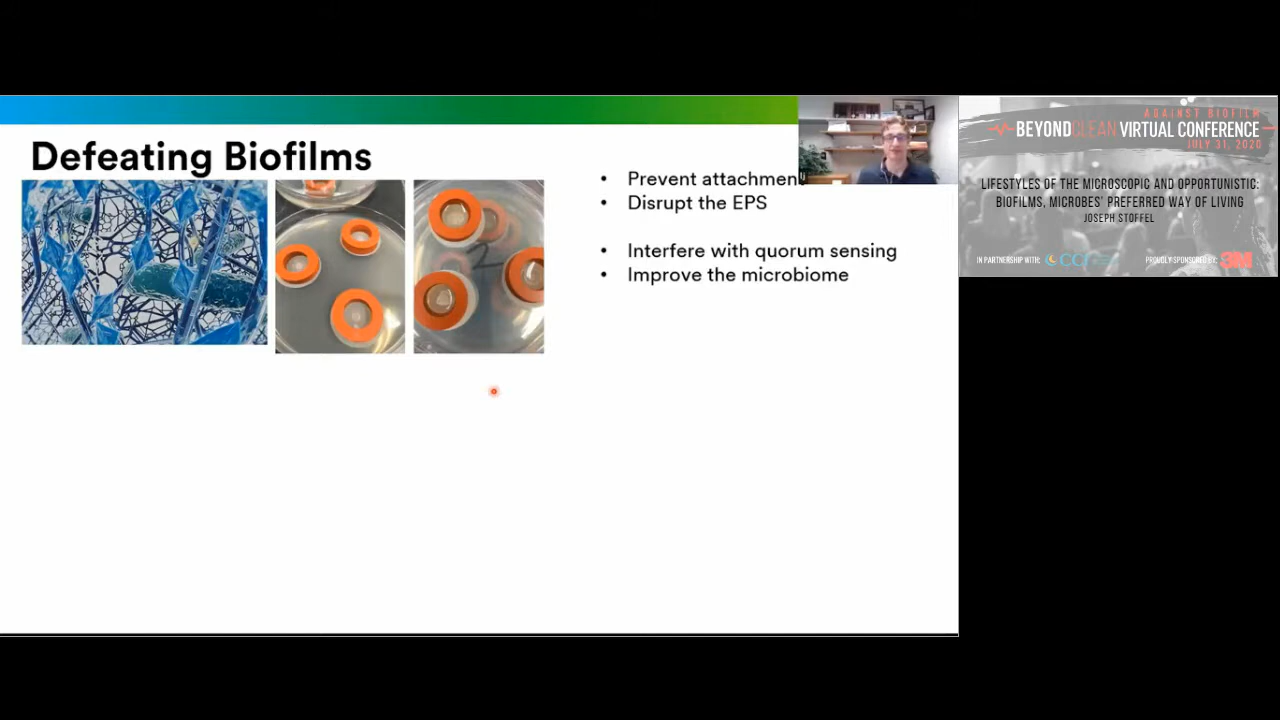 Defeating Biofilms
• Prevent attachment
• Disrupt the EPS
• Interfere with quorum sensing
• Improve the microbiome
AGAINST BIOFILM
BEYONDCLEAN VIRTUAL CONFERENCE
JULY 31, 2020
LIFESTYLES OF THE MICROSCOPIC AND OPPORTUNISTIC:
BIOFILMS, MICROBES' PREFERRED WAY OF LIVING
JOSEPH STOFFEL
IN PARTNERSHIP WITH: CCI
PROUDLY SPONSORED BY: 3M